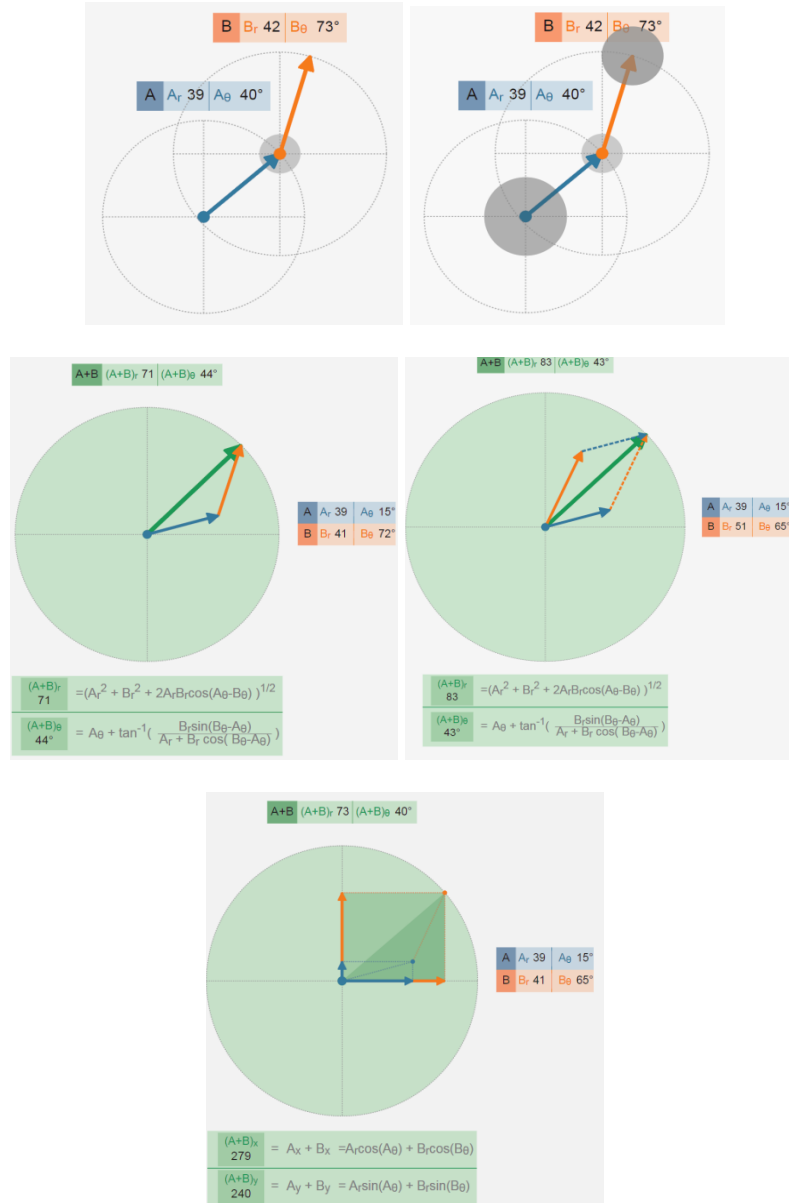 B Br 42 Bθ 73°
A Ar 39 Aθ 40°
B Br 42 Bθ 73°
A Ar 39 Aθ 40°
A+B (A+B)r 71 (A+B)θ 44°
A Ar 39 Aθ 15°
B Br 41 Bθ 72°
(A+B)r
71
=(Ar² + Br² + 2ArBrcos(Aθ-Bθ) )^1/2
(A+B)θ
44°
= Aθ + tan⁻¹( Brsin(Bθ-Aθ) / Ar + Br cos( Bθ-Aθ) )
A+B (A+B)r 83 (A+B)θ 43°
A Ar 39 Aθ 15°
B Br 51 Bθ 65°
(A+B)r
83
=(Ar² + Br² + 2ArBrcos(Aθ-Bθ) )^1/2
(A+B)θ
43°
= Aθ + tan⁻¹( Brsin(Bθ-Aθ) / Ar + Br cos( Bθ-Aθ) )
A+B (A+B)r 73 (A+B)θ 40°
A Ar 39 Aθ 15°
B Br 41 Bθ 65°
(A+B)x
279
= Ax + Bx =Arcos(Aθ) + Brcos(Bθ)
(A+B)y
240
= Ay + By =Arsin(Aθ) + Brsin(Bθ)